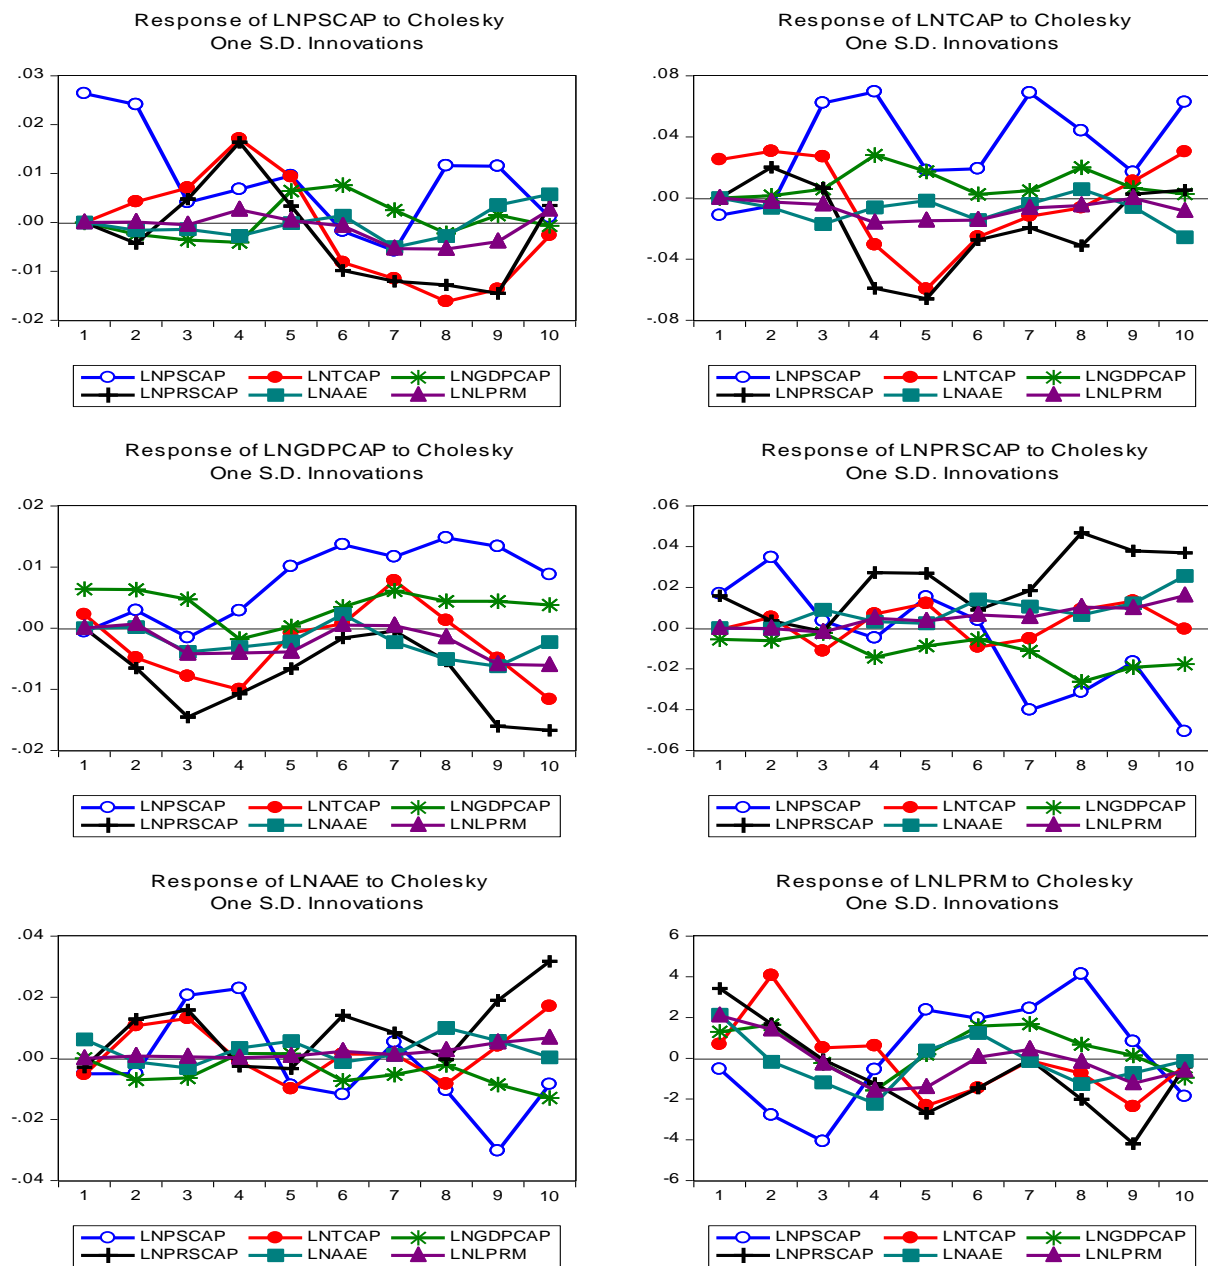 Response of LNPSCAP to Cholesky
One S.D. Innovations
.03
.02
.01
.00
-.01
-.02
1 2 3 4 5 6 7 8 9 10
LNPSCAP LNTCAP LNGDPCAP
LNPRSCAP LNAAE LNLPRM
Response of LNTCAP to Cholesky
One S.D. Innovations
.08
.04
.00
-.04
-.08
1 2 3 4 5 6 7 8 9 10
LNPSCAP LNTCAP LNGDPCAP
LNPRSCAP LNAAE LNLPRM
Response of LNGDPCAP to Cholesky
One S.D. Innovations
.02
.01
.00
-.01
-.02
1 2 3 4 5 6 7 8 9 10
LNPSCAP LNTCAP LNGDPCAP
LNPRSCAP LNAAE LNLPRM
Response of LNPRSCAP to Cholesky
One S.D. Innovations
.06
.04
.02
.00
-.02
-.04
-.06
1 2 3 4 5 6 7 8 9 10
LNPSCAP LNTCAP LNGDPCAP
LNPRSCAP LNAAE LNLPRM
Response of LNAAE to Cholesky
One S.D. Innovations
.04
.02
.00
-.02
-.04
1 2 3 4 5 6 7 8 9 10
LNPSCAP LNTCAP LNGDPCAP
LNPRSCAP LNAAE LNLPRM
Response of LNLPRM to Cholesky
One S.D. Innovations
6
4
2
0
-2
-4
-6
1 2 3 4 5 6 7 8 9 10
LNPSCAP LNTCAP LNGDPCAP
LNPRSCAP LNAAE LNLPRM